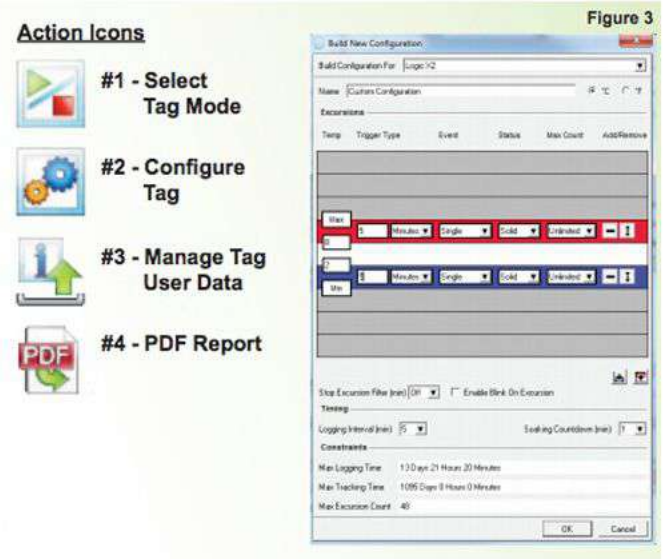 Figure 3
Action Icons
#1 - Select
Tag Mode
#2 - Configure
Tag
#3 - Manage Tag
User Data
PDF
#4 - PDF Report
Build New Configuration
Build Configuration For Logic X2
Name Custom Configuration °C °F
Excursions
Temp Trigger Type Event Status Max Count Add/Remove
Max
5 Minutes Single Solid Unlimited
8
2
Minutes Single Solid Unlimited
Min
Stop Excursion Filter (min) Off Enable Blink On Excursion
Timing
Logging Interval (min) 5 Soaking Countdown (min) 1
Constraints
Max Logging Time 13 Days 21 Hours 20 Minutes
Max Tracking Time 1095 Days 0 Hours 0 Minutes
Max Excursion Count 48
OK Cancel